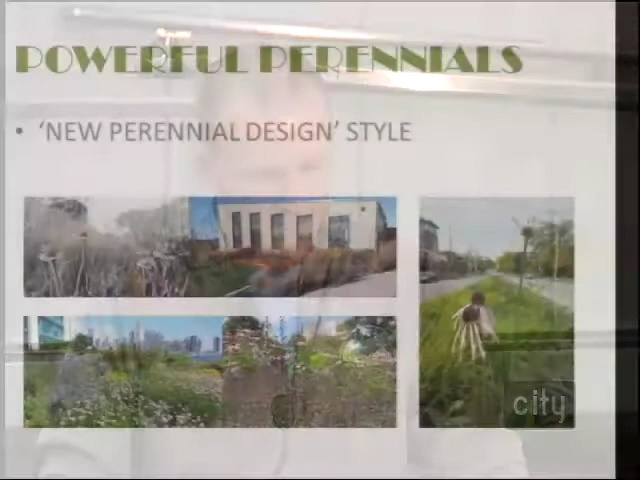 POWERFUL PERENNIALS
• ‘NEW PERENNIAL DESIGN’ STYLE
city